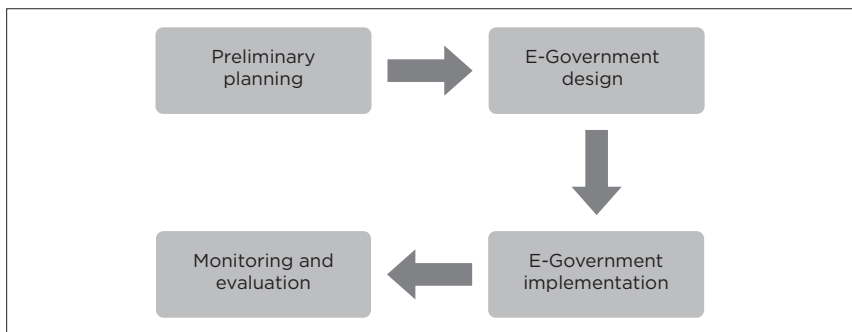 Preliminary
planning
E-Government
design
E-Government
implementation
Monitoring and
evaluation